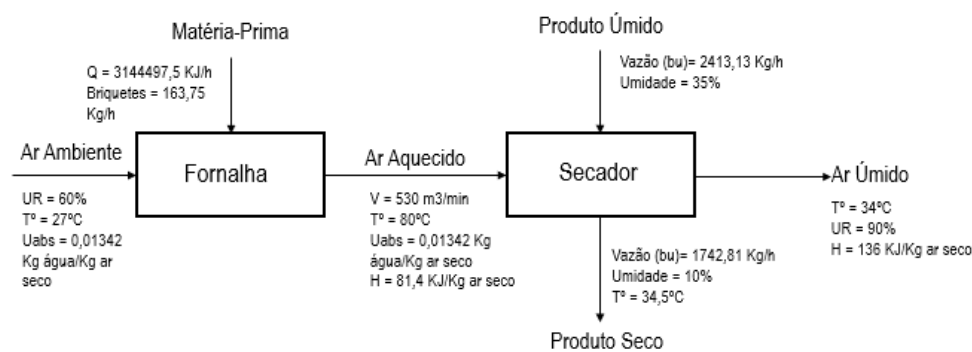 Matéria-Prima
Q = 3144497,5 KJ/h
Briquetes = 163,75
Kg/h
Produto Úmido
Vazão (bu)= 2413,13 Kg/h
Umidade = 35%
Ar Ambiente
Fornalha
Ar Aquecido
Secador
Ar Úmido
UR = 60%
Tº = 27ºC
Uabs = 0,01342
Kg água/Kg ar
seco
V = 530 m3/min
Tº = 80ºC
Uabs = 0,01342 Kg
água/Kg ar seco
H = 81,4 KJ/Kg ar seco
Tº = 34ºC
UR = 90%
H = 136 KJ/Kg ar seco
Vazão (bu)= 1742,81 Kg/h
Umidade = 10%
Tº = 34,5ºC
Produto Seco